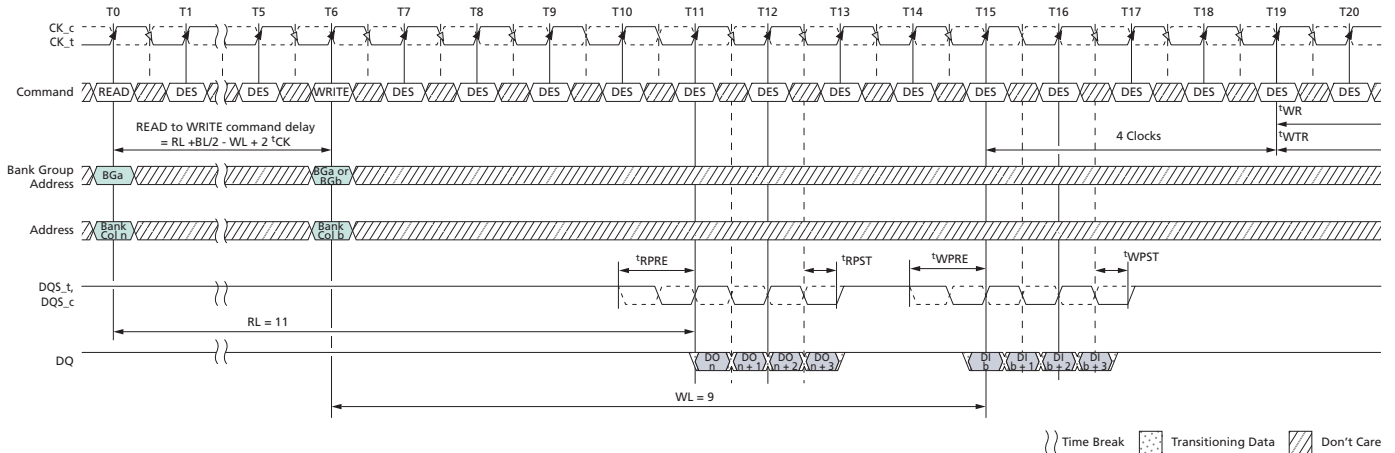 T0 T1 T5 T6 T7 T8 T9 T10 T11 T12 T13 T14 T15 T16 T17 T18 T19 T20
CK_c
CK_t
Command READ DES DES WRITE DES DES DES DES DES DES DES DES DES DES DES DES DES DES
READ to WRITE command delay
= RL +BL/2 - WL + 2 tCK
4 Clocks
tWR
tWTR
Bank Group
Address
BGa
BGa or
BGb
Address
Bank
Col n
Bank
Col b
tRPRE tRPST tWPRE tWPST
DQS_t,
DQS_c
RL = 11
DQ
DO
n
DO
n + 1
DO
n + 2
DO
n + 3
DI
b
DI
b + 1
DI
b + 2
DI
b + 3
WL = 9
Time Break Transitioning Data Don't Care